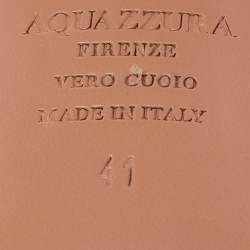 AQUAZZURA
FIRENZE
VERO CUOIO
MADE IN ITALY
41